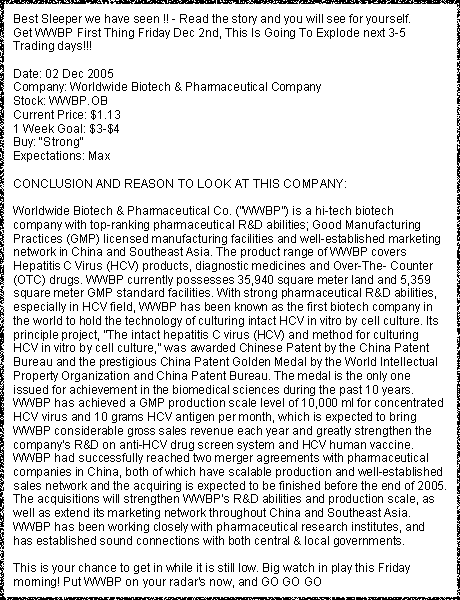 Best Sleeper we have seen !! - Read the story and you will see for yourself.
Get WWBP First Thing Friday Dec 2nd, This Is Going To Explode next 3-5
Trading days!!!
Date: 02 Dec 2005
Company: Worldwide Biotech & Pharmaceutical Company
Stock: WWBP.OB
Current Price: $1.13
1 Week Goal: $3-$4
Buy: "Strong"
Expectations: Max
CONCLUSION AND REASON TO LOOK AT THIS COMPANY:
Worldwide Biotech & Pharmaceutical Co. ("WWBP") is a hi-tech biotech
company with top-ranking pharmaceutical R&D abilities; Good Manufacturing
Practices (GMP) licensed manufacturing facilities and well-established marketing
network in China and Southeast Asia. The product range of WWBP covers
Hepatitis C Virus (HCV) products, diagnostic medicines and Over-The- Counter
(OTC) drugs. WWBP currently possesses 35,940 square meter land and 5,359
square meter GMP standard facilities. With strong pharmaceutical R&D abilities,
especially in HCV field, WWBP has been known as the first biotech company in
the world to hold the technology of culturing intact HCV in vitro by cell culture. Its
principle project, "The intact hepatitis C virus (HCV) and method for culturing
HCV in vitro by cell culture," was awarded Chinese Patent by the China Patent
Bureau and the prestigious China Patent Golden Medal by the World Intellectual
Property Organization and China Patent Bureau. The medal is the only one
issued for achievement in the biomedical sciences during the past 10 years.
WWBP has achieved a GMP production scale level of 10,000 ml for concentrated
HCV virus and 10 grams HCV antigen per month, which is expected to bring
WWBP considerable gross sales revenue each year and greatly strengthen the
company's R&D on anti-HCV drug screen system and HCV human vaccine.
WWBP had successfully reached two merger agreements with pharmaceutical
companies in China, both of which have scalable production and well-established
sales network and the acquiring is expected to be finished before the end of 2005.
The acquisitions will strengthen WWBP's R&D abilities and production scale, as
well as extend its marketing network throughout China and Southeast Asia.
WWBP has been working closely with pharmaceutical research institutes, and
has established sound connections with both central & local governments.
This is your chance to get in while it is still low. Big watch in play this Friday
morning! Put WWBP on your radar's now, and GO GO GO